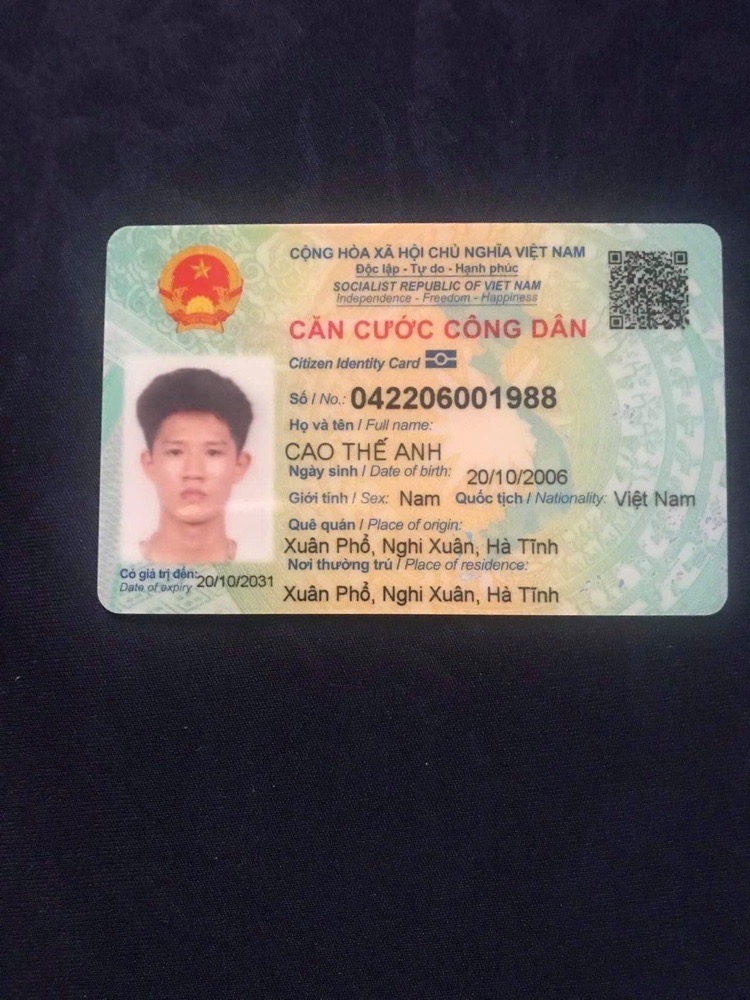 CỘNG HÒA XÃ HỘI CHỦ NGHĨA VIỆT NAM
Độc lập - Tự do - Hạnh phúc
SOCIALIST REPUBLIC OF VIET NAM
Independence - Freedom - Happiness
CĂN CƯỚC CÔNG DÂN
Citizen Identity Card
Số / No.: 042206001988
Họ và tên / Full name:
CAO THẾ ANH
Ngày sinh / Date of birth: 20/10/2006
Giới tính / Sex: Nam Quốc tịch / Nationality: Việt Nam
Quê quán / Place of origin:
Xuân Phổ, Nghi Xuân, Hà Tĩnh
Nơi thường trú / Place of residence:
Xuân Phổ, Nghi Xuân, Hà Tĩnh
Có giá trị đến: 20/10/2031
Date of expiry